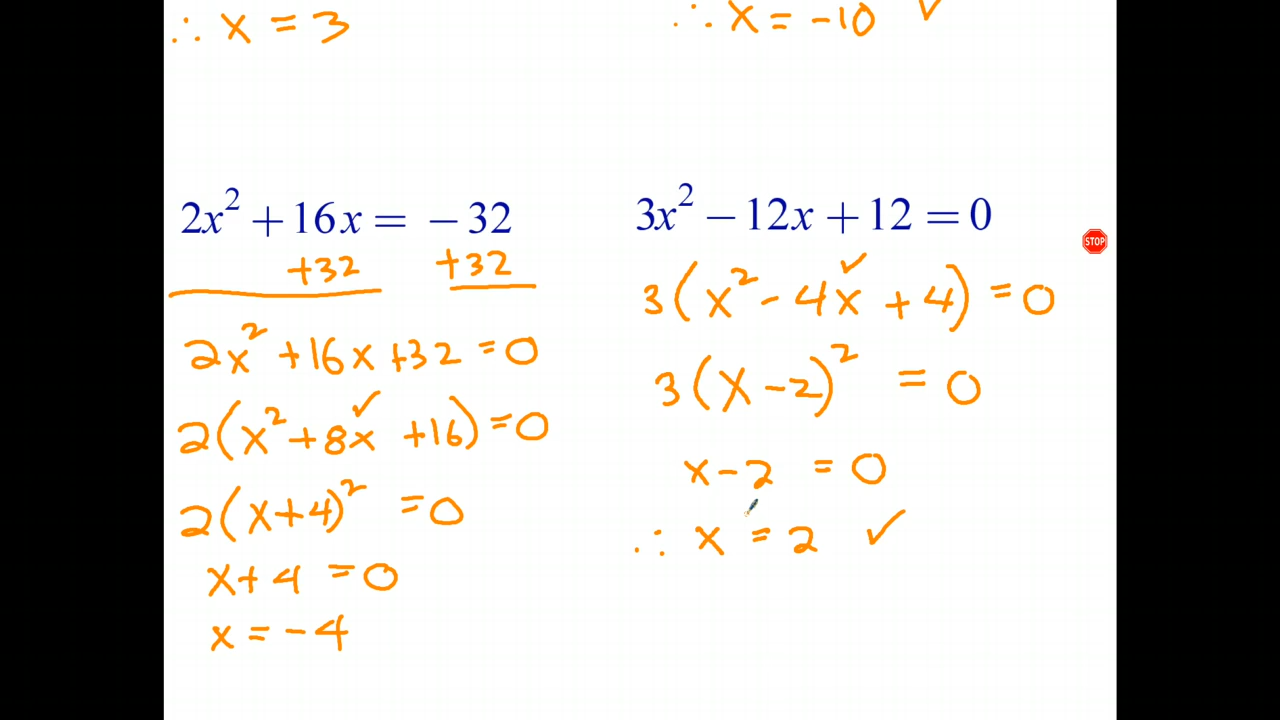 ∴ x = 3
∴ x = -10 ✓
2x² + 16x = -32
+32 +32
2x² + 16x + 32 = 0
2(x² + 8x + 16) = 0
✓
2(x + 4)² = 0
x + 4 = 0
x = -4
3x² - 12x + 12 = 0
✓
3(x² - 4x + 4) = 0
3(x - 2)² = 0
x - 2 = 0
∴ x = 2 ✓
STOP